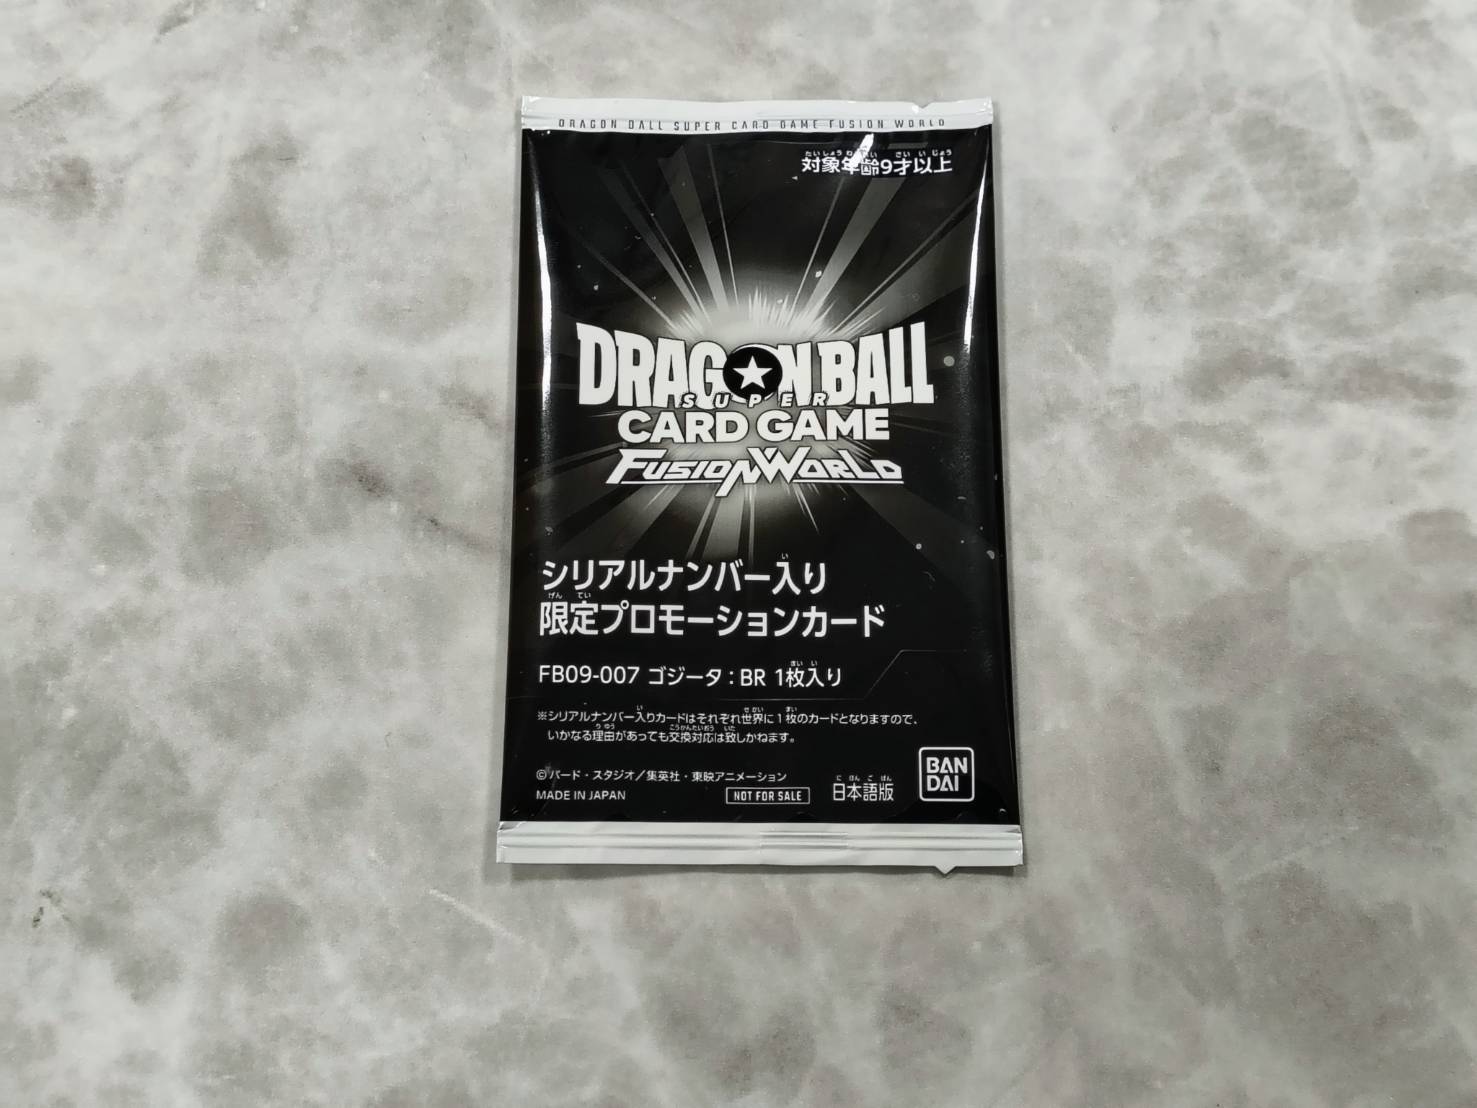 DRAGON BALL SUPER CARD GAME FUSION WORLD
対象年齢9才以上
DRAGON BALL
SUPER
CARD GAME
FUSION WORLD
シリアルナンバー入り
限定プロモーションカード
FB09-007 ゴジータ : BR 1枚入り
※シリアルナンバー入りカードはそれぞれ世界に1枚のカードとなりますので、
いかなる理由があっても交換対応は致しかねます。
©バード・スタジオ／集英社・東映アニメーション
MADE IN JAPAN
NOT FOR SALE
日本語版
BAN
DAI